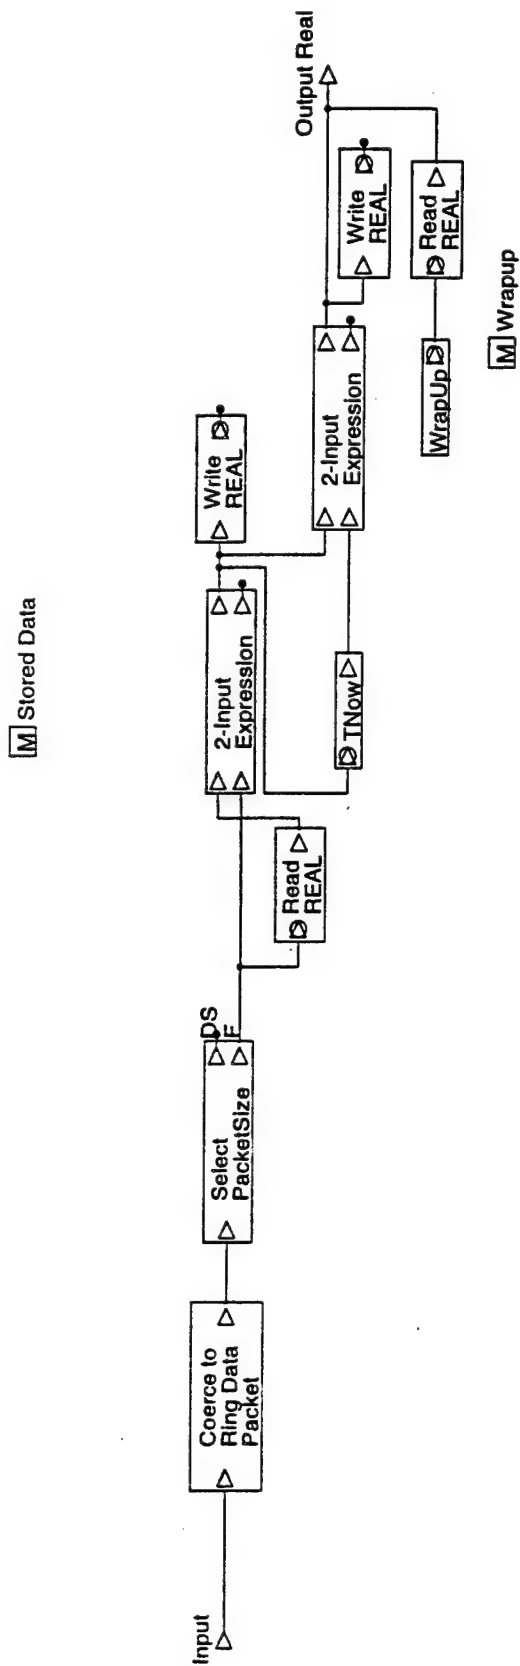 M Stored Data
Input
Coerce to
Ring Data
Packet
Select
PacketSize
DS
F
Read
REAL
2-Input
Expression
Write
REAL
TNow
2-Input
Expression
Write
REAL
Output Real
WrapUp
Read
REAL
M Wrapup